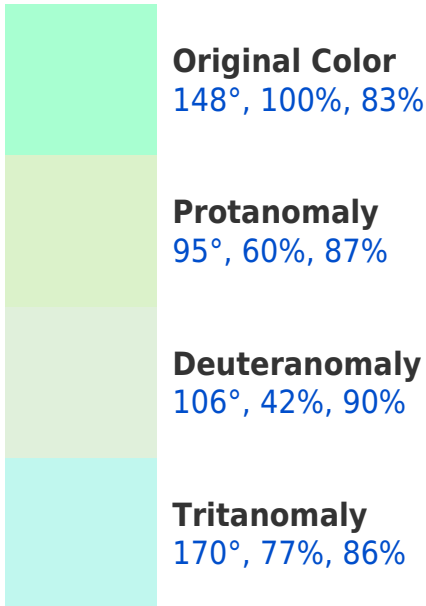 Original Color
148°, 100%, 83%
Protanomaly
95°, 60%, 87%
Deuteranomaly
106°, 42%, 90%
Tritanomaly
170°, 77%, 86%